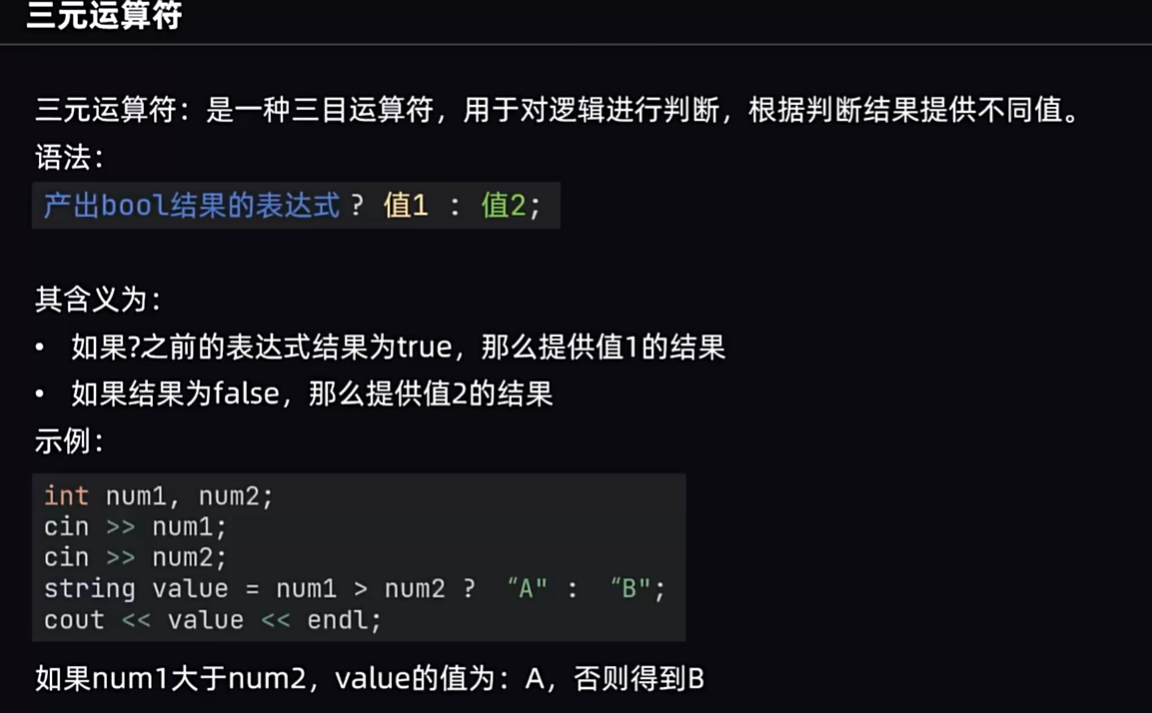 三元运算符
三元运算符：是一种三目运算符，用于对逻辑进行判断，根据判断结果提供不同值。
语法：
产出bool结果的表达式 ? 值1 : 值2;
其含义为：
• 如果?之前的表达式结果为true，那么提供值1的结果
• 如果结果为false，那么提供值2的结果
示例：
int num1, num2;
cin >> num1;
cin >> num2;
string value = num1 > num2 ? “A" : “B";
cout << value << endl;
如果num1大于num2，value的值为：A，否则得到B